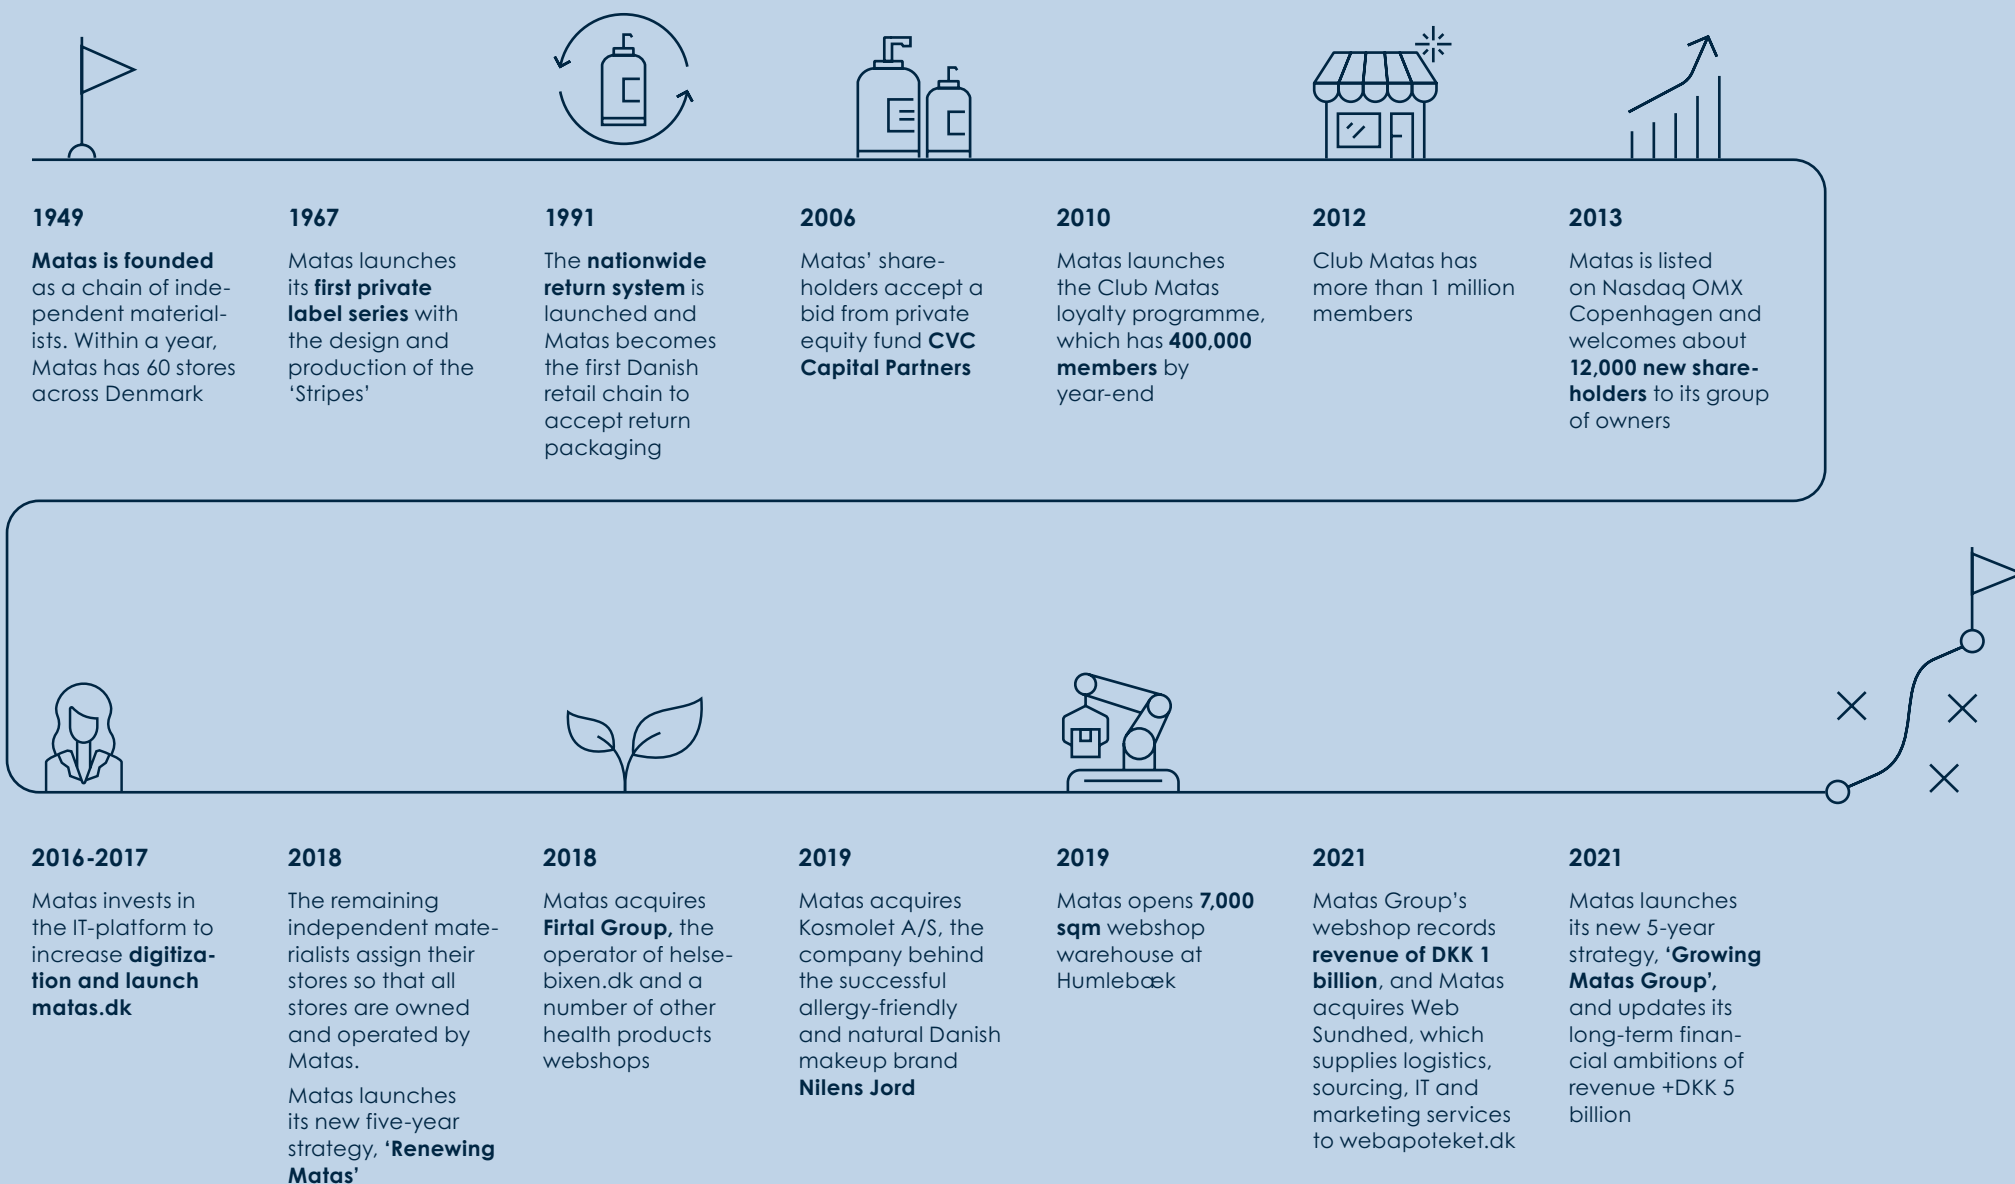 1949
Matas is founded
as a chain of inde-
pendent material-
ists. Within a year,
Matas has 60 stores
across Denmark
1967
Matas launches
its first private
label series with
the design and
production of the
‘Stripes’
1991
The nationwide
return system is
launched and
Matas becomes
the first Danish
retail chain to
accept return
packaging
2006
Matas’ share-
holders accept a
bid from private
equity fund CVC
Capital Partners
2010
Matas launches
the Club Matas
loyalty programme,
which has 400,000
members by
year-end
2012
Club Matas has
more than 1 million
members
2013
Matas is listed
on Nasdaq OMX
Copenhagen and
welcomes about
12,000 new share-
holders to its group
of owners
2016-2017
Matas invests in
the IT-platform to
increase digitiza-
tion and launch
matas.dk
2018
The remaining
independent mate-
rialists assign their
stores so that all
stores are owned
and operated by
Matas.
Matas launches
its new five-year
strategy, ‘Renewing
Matas’
2018
Matas acquires
Firtal Group, the
operator of helse-
bixen.dk and a
number of other
health products
webshops
2019
Matas acquires
Kosmolet A/S, the
company behind
the successful
allergy-friendly
and natural Danish
makeup brand
Nilens Jord
2019
Matas opens 7,000
sqm webshop
warehouse at
Humlebæk
2021
Matas Group’s
webshop records
revenue of DKK 1
billion, and Matas
acquires Web
Sundhed, which
supplies logistics,
sourcing, IT and
marketing services
to webapoteket.dk
2021
Matas launches
its new 5-year
strategy, ‘Growing
Matas Group’,
and updates its
long-term finan-
cial ambitions of
revenue +DKK 5
billion